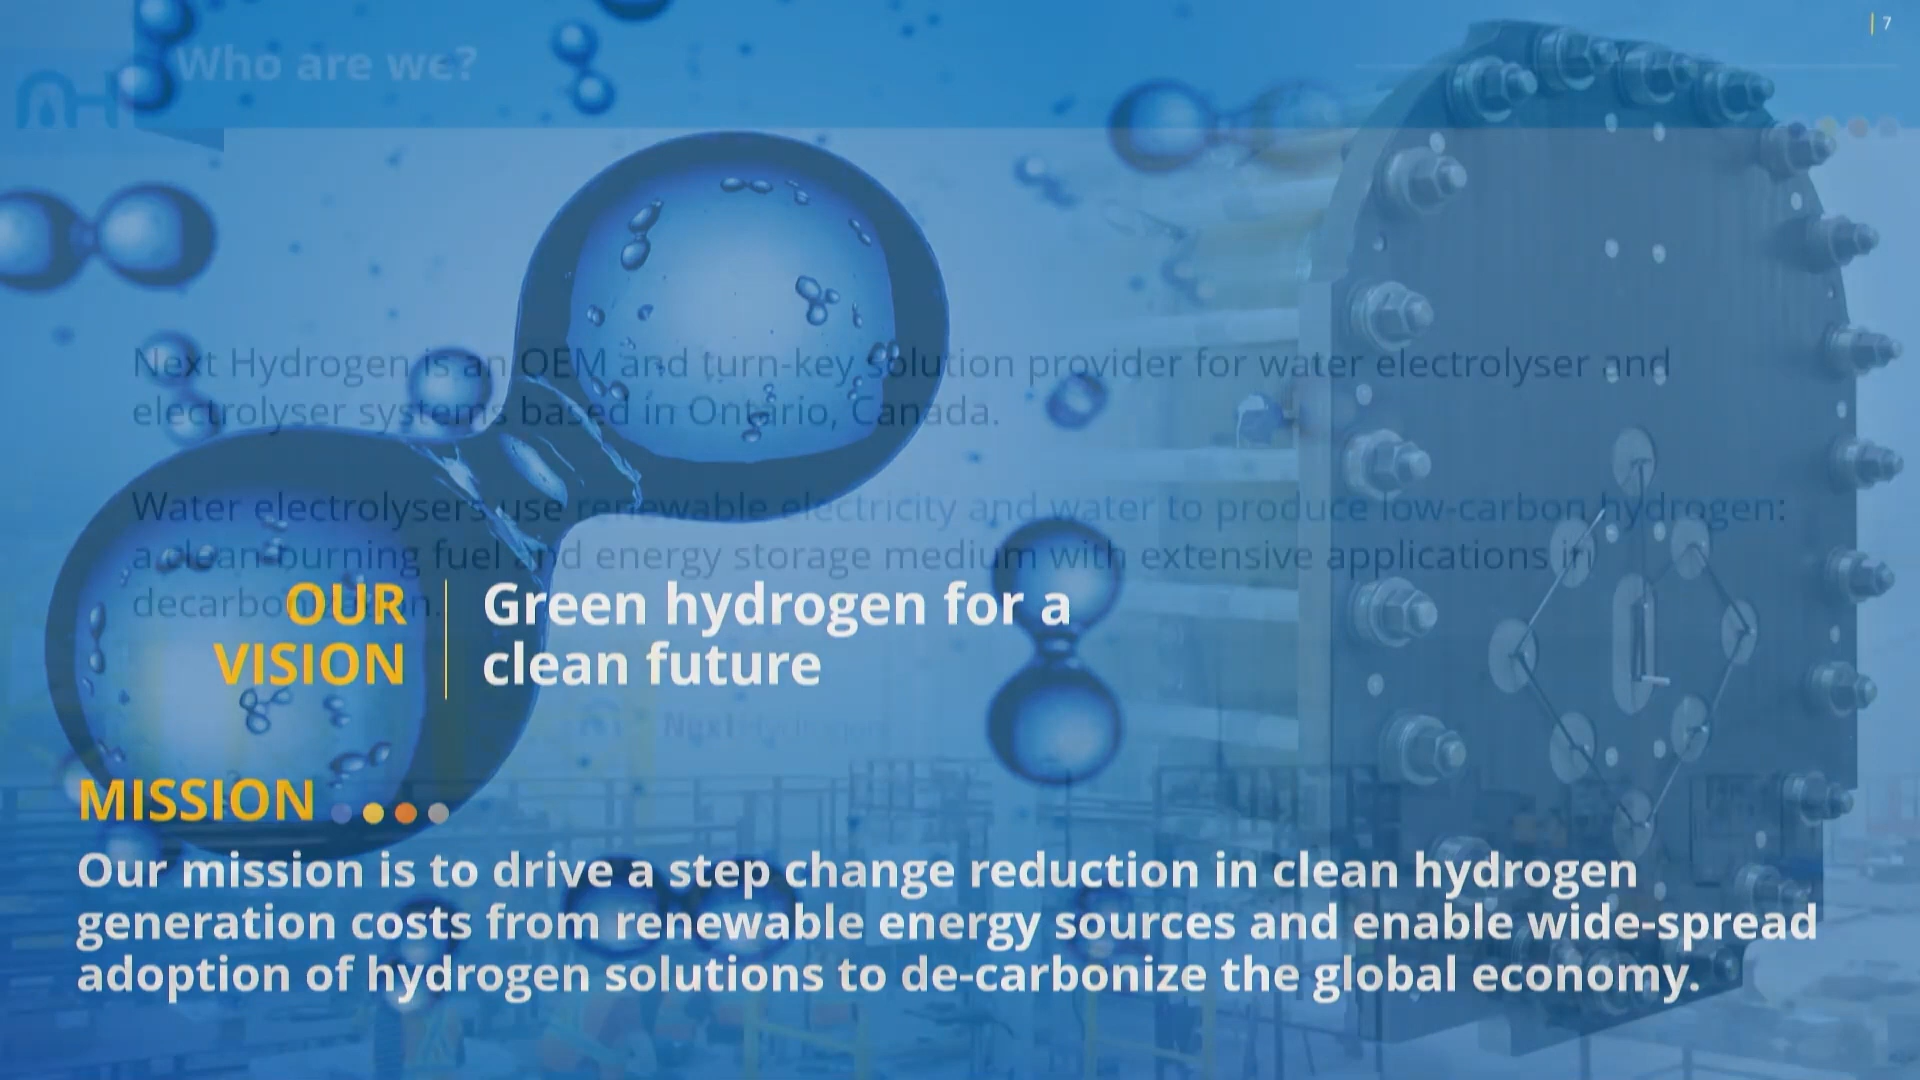 7
Who are we?
Next Hydrogen is an OEM and turn-key solution provider for water electrolyser and
electrolyser systems based in Ontario, Canada.
Water electrolysers use renewable electricity and water to produce low-carbon hydrogen:
a clean burning fuel and energy storage medium with extensive applications in
decarbonization.
OUR
VISION
Green hydrogen for a
clean future
Next Hydrogen
MISSION
Our mission is to drive a step change reduction in clean hydrogen
generation costs from renewable energy sources and enable wide-spread
adoption of hydrogen solutions to de-carbonize the global economy.